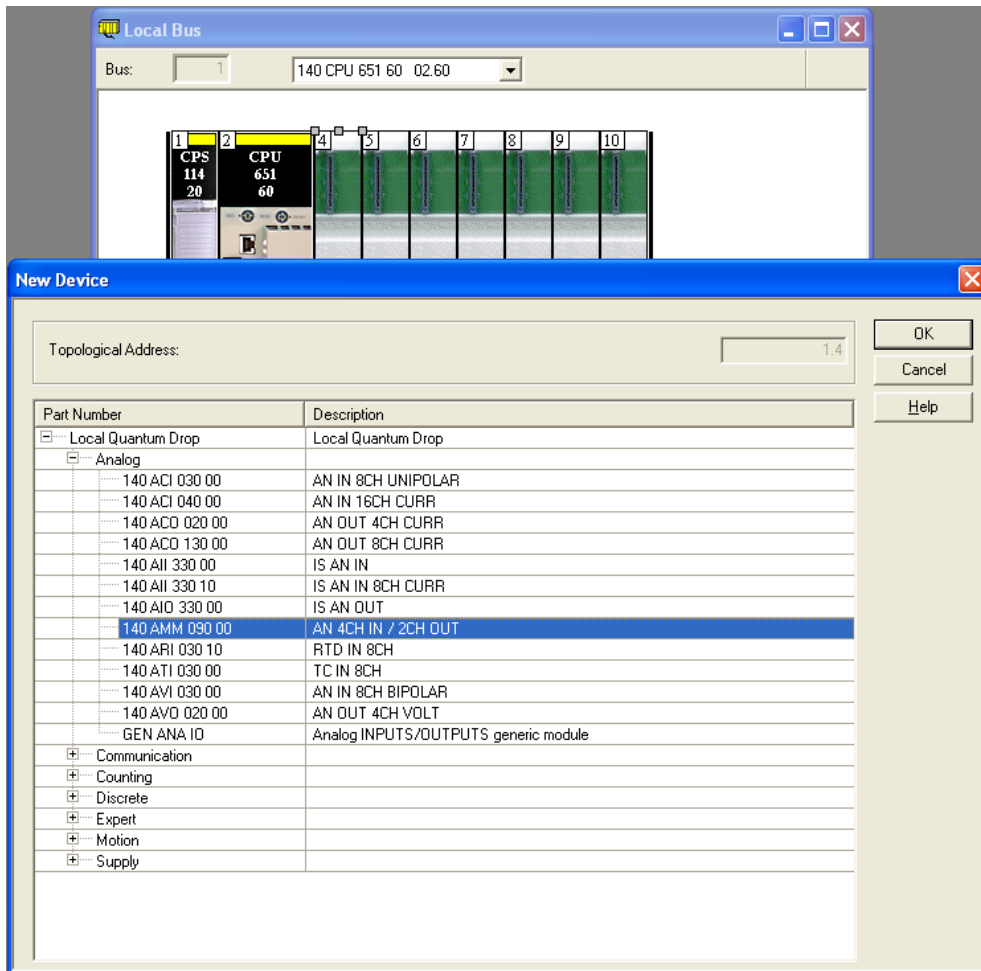 Local Bus
Bus: 1 140 CPU 651 60 02.60
1 2 4 5 6 7 8 9 10
CPS CPU
114 651
20 60
New Device
Topological Address: 1.4
OK
Cancel
Help
Part Number Description
Local Quantum Drop Local Quantum Drop
Analog
140 ACI 030 00 AN IN 8CH UNIPOLAR
140 ACI 040 00 AN IN 16CH CURR
140 ACO 020 00 AN OUT 4CH CURR
140 ACO 130 00 AN OUT 8CH CURR
140 AII 330 00 IS AN IN
140 AII 330 10 IS AN IN 8CH CURR
140 AIO 330 00 IS AN OUT
140 AMM 090 00 AN 4CH IN / 2CH OUT
140 ARI 030 10 RTD IN 8CH
140 ATI 030 00 TC IN 8CH
140 AVI 030 00 AN IN 8CH BIPOLAR
140 AVO 020 00 AN OUT 4CH VOLT
GEN ANA IO Analog INPUTS/OUTPUTS generic module
Communication
Counting
Discrete
Expert
Motion
Supply